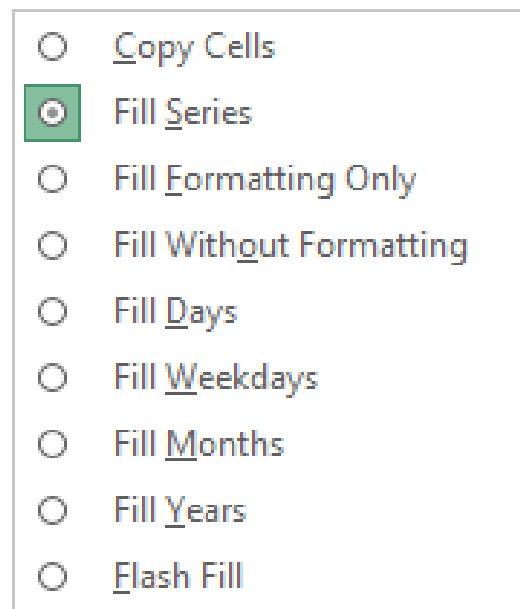 Copy Cells
Fill Series
Fill Formatting Only
Fill Without Formatting
Fill Days
Fill Weekdays
Fill Months
Fill Years
Flash Fill